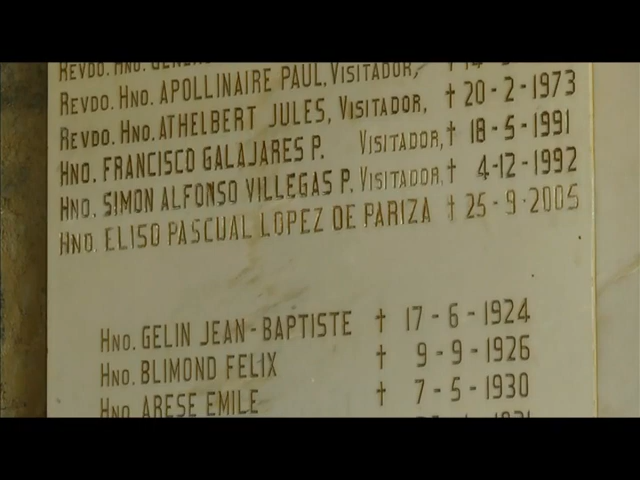 REVDO. HNO.
REVDO. HNO. APOLLINAIRE PAUL, VISITADOR, † 20-2-1973
REVDO. HNO. ATHELBERT JULES, VISITADOR, † 18-5-1991
HNO. FRANCISCO GALAJARES P. VISITADOR, † 4-12-1992
HNO. SIMON ALFONSO VILLEGAS P. VISITADOR, † 25-9-2005
HNO. ELISO PASCUAL LOPEZ DE PARIZA †
HNO. GELIN JEAN-BAPTISTE † 17-6-1924
HNO. BLIMOND FELIX † 9-9-1926
HNO. ARESE EMILE † 7-5-1930